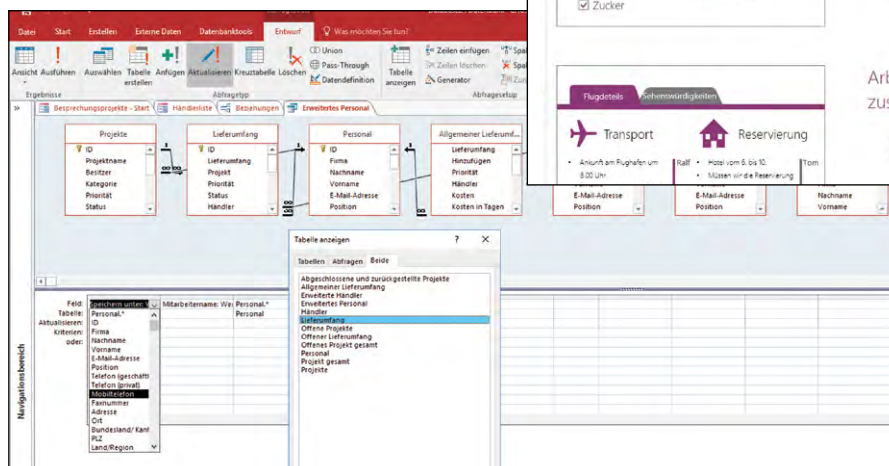 Datei Start Erstellen Externe Daten Datenbanktools Entwurf Was möchten Sie tun?
Ansicht Ausführen Auswählen Tabelle erstellen Anfügen Aktualisieren Kreuztabelle Löschen
Union
Pass-Through
Datendefinition
Tabelle anzeigen
Zeilen einfügen
Zeilen löschen
Generator
Ergebnisse Abfragetyp Abfragesetup
Besprechungsprojekte - Start Händlerliste Beziehungen Erweitertes Personal
Projekte
ID
Projektname
Besitzer
Kategorie
Priorität
Status
Lieferumfang
ID
Lieferumfang
Projekt
Priorität
Status
Händler
Personal
ID
Firma
Nachname
Vorname
E-Mail-Adresse
Position
Allgemeiner Lieferumf...
Lieferumfang
Hinzufügen
Priorität
Händler
Kosten
Kosten in Tagen
E-Mail-Adresse
Position
E-Mail-Adresse
Position
Nachname
Vorname
Zucker
Flugdetails Sehenswürdigkeiten
Transport
Reservierung
• Ankunft am Flughafen um
8.00 Uhr
Ralf
• Hotel vom 6. bis 10.
• Müssen wir die Reservierung
Tom
Tabelle anzeigen ? ×
Tabellen Abfragen Beide
Abgeschlossene und zurückgestellte Projekte
Allgemeiner Lieferumfang
Erweiterte Händler
Erweitertes Personal
Händler
Lieferumfang
Offene Projekte
Offener Lieferumfang
Offenes Projekt gesamt
Personal
Projekt gesamt
Projekte
Feld: Speichern unter: Mitarbeitername: Personal.*
Tabelle: Personal
Aktualisieren:
Kriterien:
oder:
Personal.*
ID
Firma
Nachname
Vorname
E-Mail-Adresse
Position
Telefon (geschäftl
Telefon (privat)
Mobiltelefon
Faxnummer
Adresse
Ort
Bundesland/ Kant
PLZ
Land/Region
Navigationsbereich